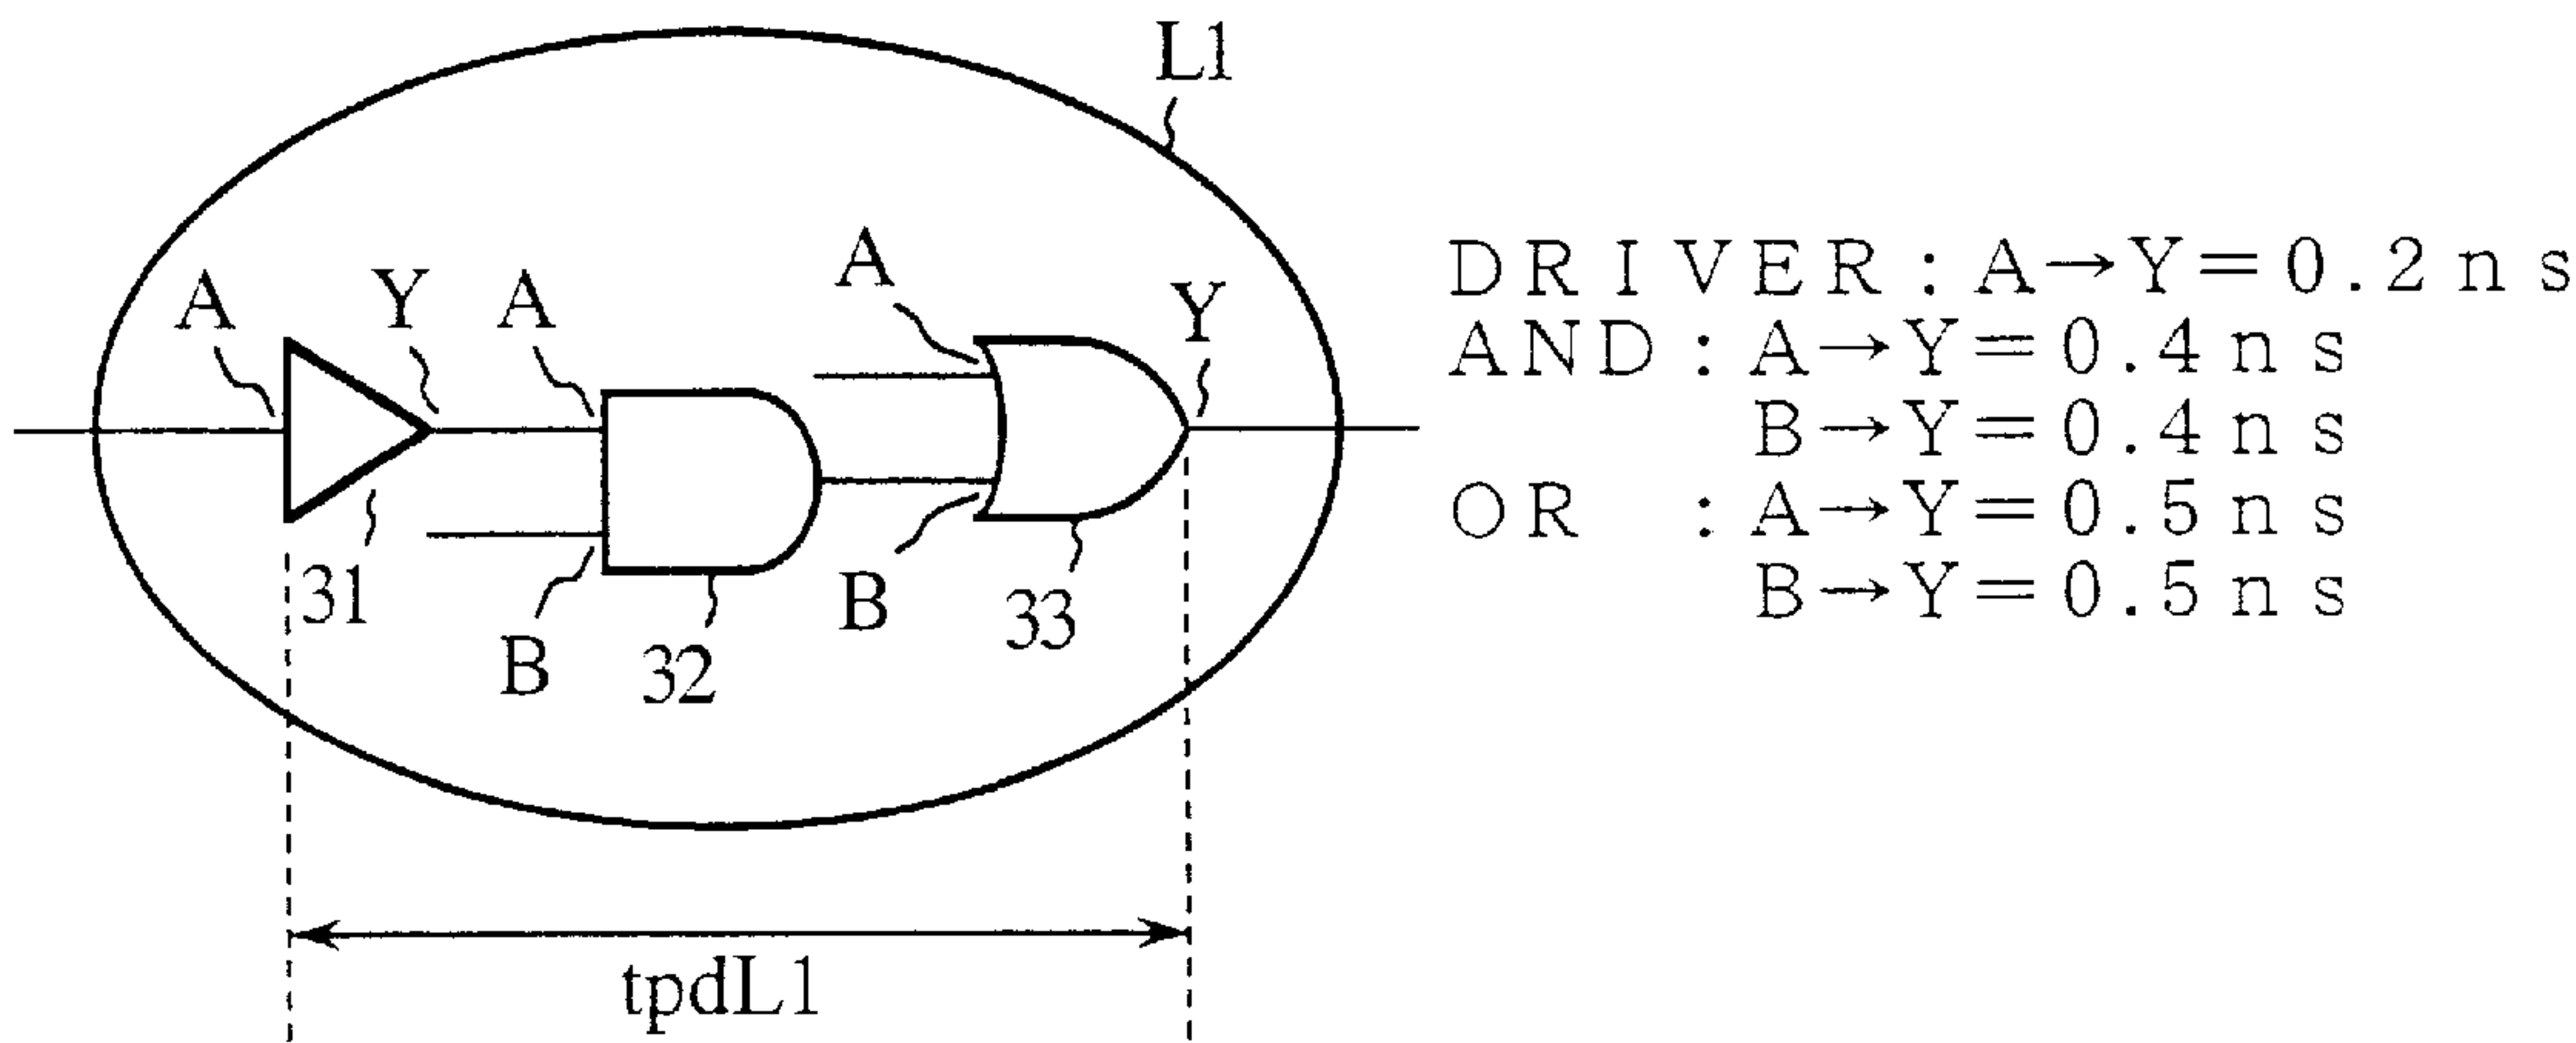 L1
A
Y
A
A
Y
31
B
32
B
33
tpdL1
DRIVER:A→Y=0.2ns
AND:A→Y=0.4ns
B→Y=0.4ns
OR :A→Y=0.5ns
B→Y=0.5ns